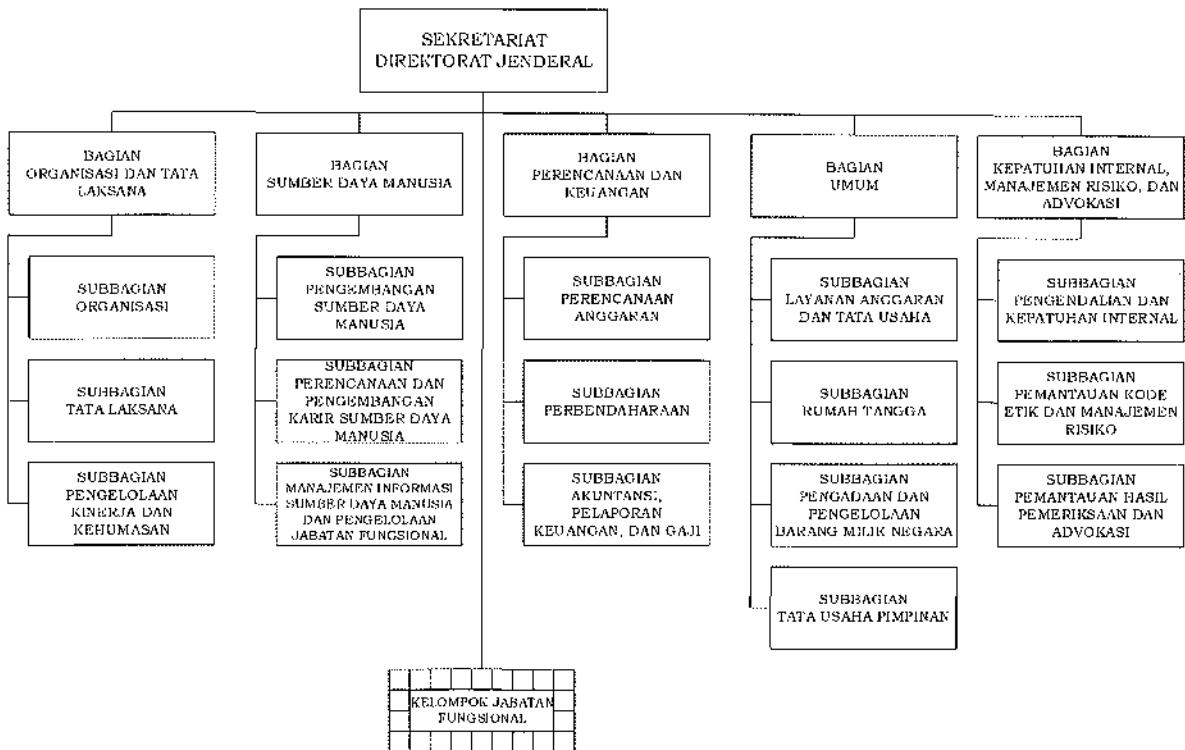 SEKRETARIAT
DIREKTORAT JENDERAL
BAGIAN
ORGANISASI DAN TATA
LAKSANA
BAGIAN
SUMBER DAYA MANUSIA
BAGIAN
PERENCANAAN DAN
KEUANGAN
BAGIAN
UMUM
BAGIAN
KEPATUHAN INTERNAL,
MANAJEMEN RISIKO, DAN
ADVOKASI
SUBBAGIAN
ORGANISASI
SUBBAGIAN
PENGEMBANGAN
SUMBER DAYA
MANUSIA
SUBBAGIAN
PERENCANAAN
ANGGARAN
SUBBAGIAN
LAYANAN ANGGARAN
DAN TATA USAHA
SUBBAGIAN
PENGENDALIAN DAN
KEPATUHAN INTERNAL
SUBBAGIAN
TATA LAKSANA
SUBBAGIAN
PERENCANAAN DAN
PENGEMBANGAN
KARIR SUMBER DAYA
MANUSIA
SUBBAGIAN
PERBENDAHARAAN
SUBBAGIAN
RUMAH TANGGA
SUBBAGIAN
PEMANTAUAN KODE
ETIK DAN MANAJEMEN
RISIKO
SUBBAGIAN
PENGELOLAAN
KINERJA DAN
KEHUMASAN
SUBBAGIAN
MANAJEMEN INFORMASI
SUMBER DAYA MANUSIA
DAN PENGELOLAAN
JABATAN FUNGSIONAL
SUBBAGIAN
AKUNTANSI,
PELAPORAN
KEUANGAN, DAN GAJI
SUBBAGIAN
PENGADAAN DAN
PENGELOLAAN
BARANG MILIK NEGARA
SUBBAGIAN
PEMANTAUAN HASIL
PEMERIKSAAN DAN
ADVOKASI
SUBBAGIAN
TATA USAHA PIMPINAN
KELOMPOK JABATAN
FUNGSIONAL